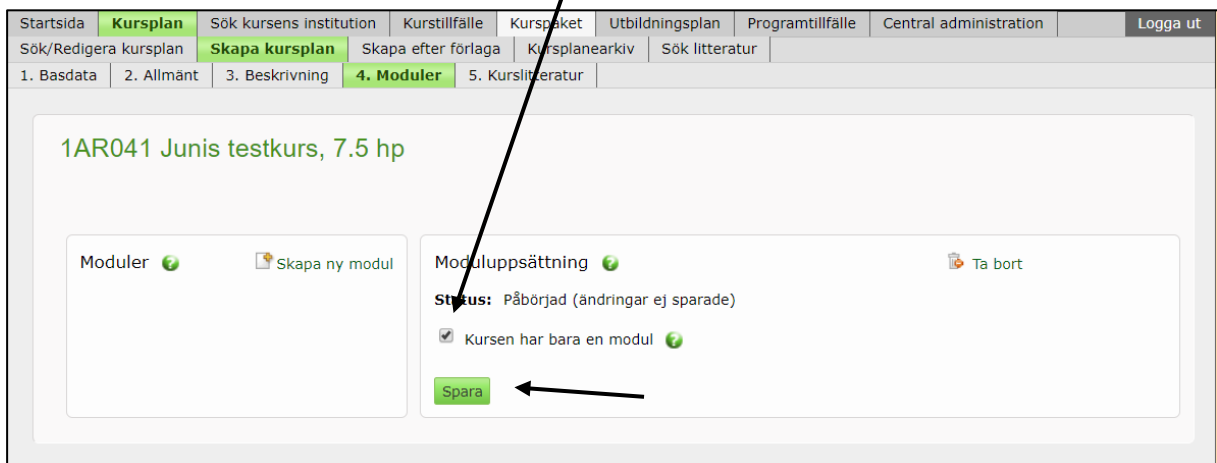 Startsida Kursplan Sök kursens institution Kurstillfälle Kurspaket Utbildningsplan Programtillfälle Central administration Logga ut
Sök/Redigera kursplan Skapa kursplan Skapa efter förlaga Kursplanearkiv Sök litteratur
1. Basdata 2. Allmänt 3. Beskrivning 4. Moduler 5. Kurslitteratur
1AR041 Junis testkurs, 7.5 hp
Moduler ? Skapa ny modul Moduluppsättning ? Ta bort
Status: Påbörjad (ändringar ej sparade)
Kursen har bara en modul ?
Spara